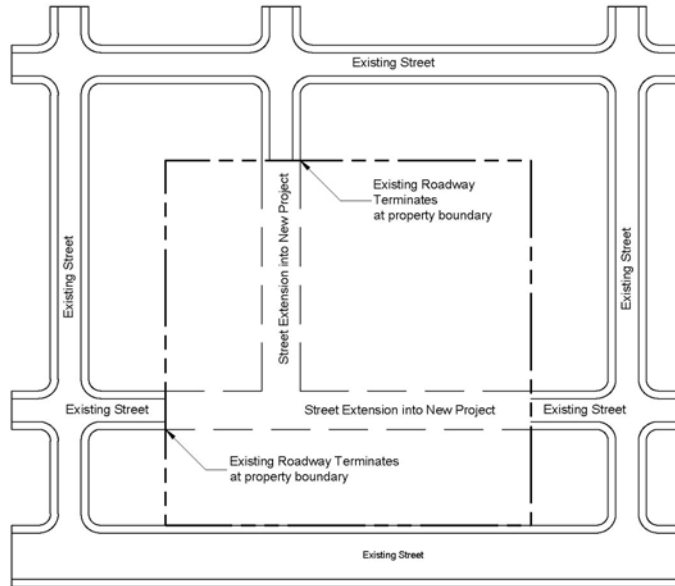 Existing Street
Existing Roadway
Terminates
at property boundary
Street Extension into New Project
Existing Street
Existing Street
Existing Street
Street Extension into New Project
Existing Street
Existing Roadway Terminates
at property boundary
Existing Street